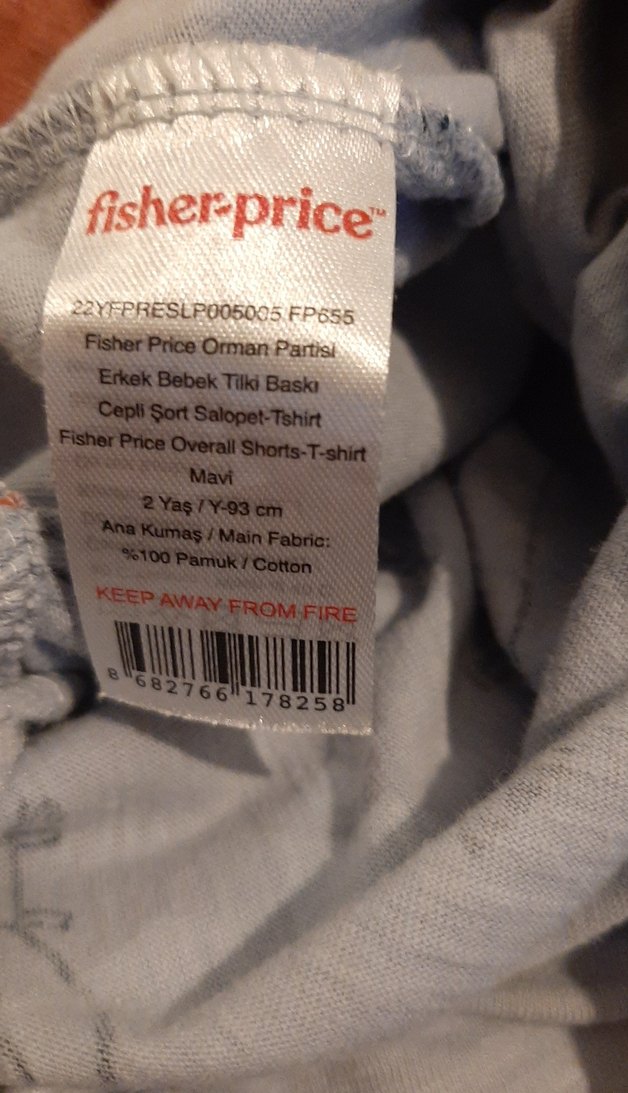 fisher-price™
22YFPRESLP005005 FP655
Fisher Price Orman Partisi
Erkek Bebek Tilki Baskı
Cepli Şort Salopet-Tshirt
Fisher Price Overall Shorts-T-shirt
Mavi
2 Yaş / Y-93 cm
Ana Kumaş / Main Fabric:
%100 Pamuk / Cotton
KEEP AWAY FROM FIRE
8 682766 178258